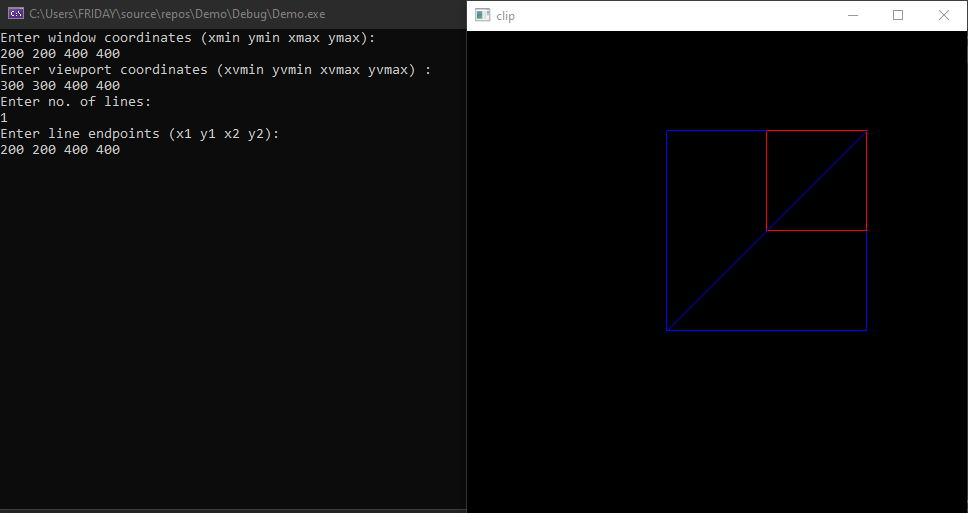 C:\Users\FRIDAY\source\repos\Demo\Debug\Demo.exe
Enter window coordinates (xmin ymin xmax ymax):
200 200 400 400
Enter viewport coordinates (xvmin yvmin xvmax yvmax) :
300 300 400 400
Enter no. of lines:
1
Enter line endpoints (x1 y1 x2 y2):
200 200 400 400
clip